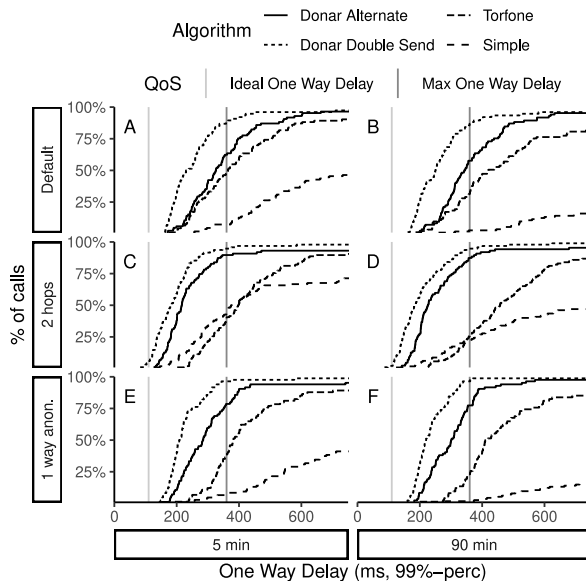 Algorithm
Donar Alternate
Torfone
Donar Double Send
Simple
QoS
Ideal One Way Delay
Max One Way Delay
% of calls
Default
100%
75%
50%
25%
A
B
2 hops
100%
75%
50%
25%
C
D
1 way anon.
100%
75%
50%
25%
E
F
0 200 400 600 0 200 400 600
5 min
90 min
One Way Delay (ms, 99%−perc)